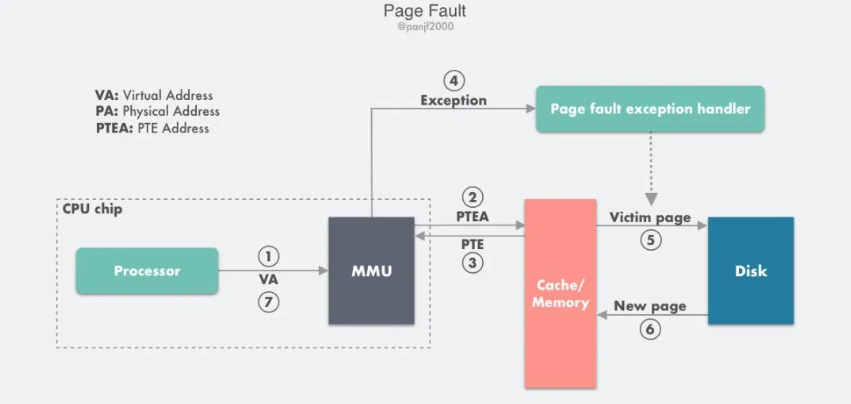 Page Fault
@panjf2000
VA: Virtual Address
PA: Physical Address
PTEA: PTE Address
④
Exception
Page fault exception handler
CPU chip
Processor
①
VA
⑦
MMU
②
PTEA
PTE
③
Cache/
Memory
Victim page
⑤
New page
⑥
Disk